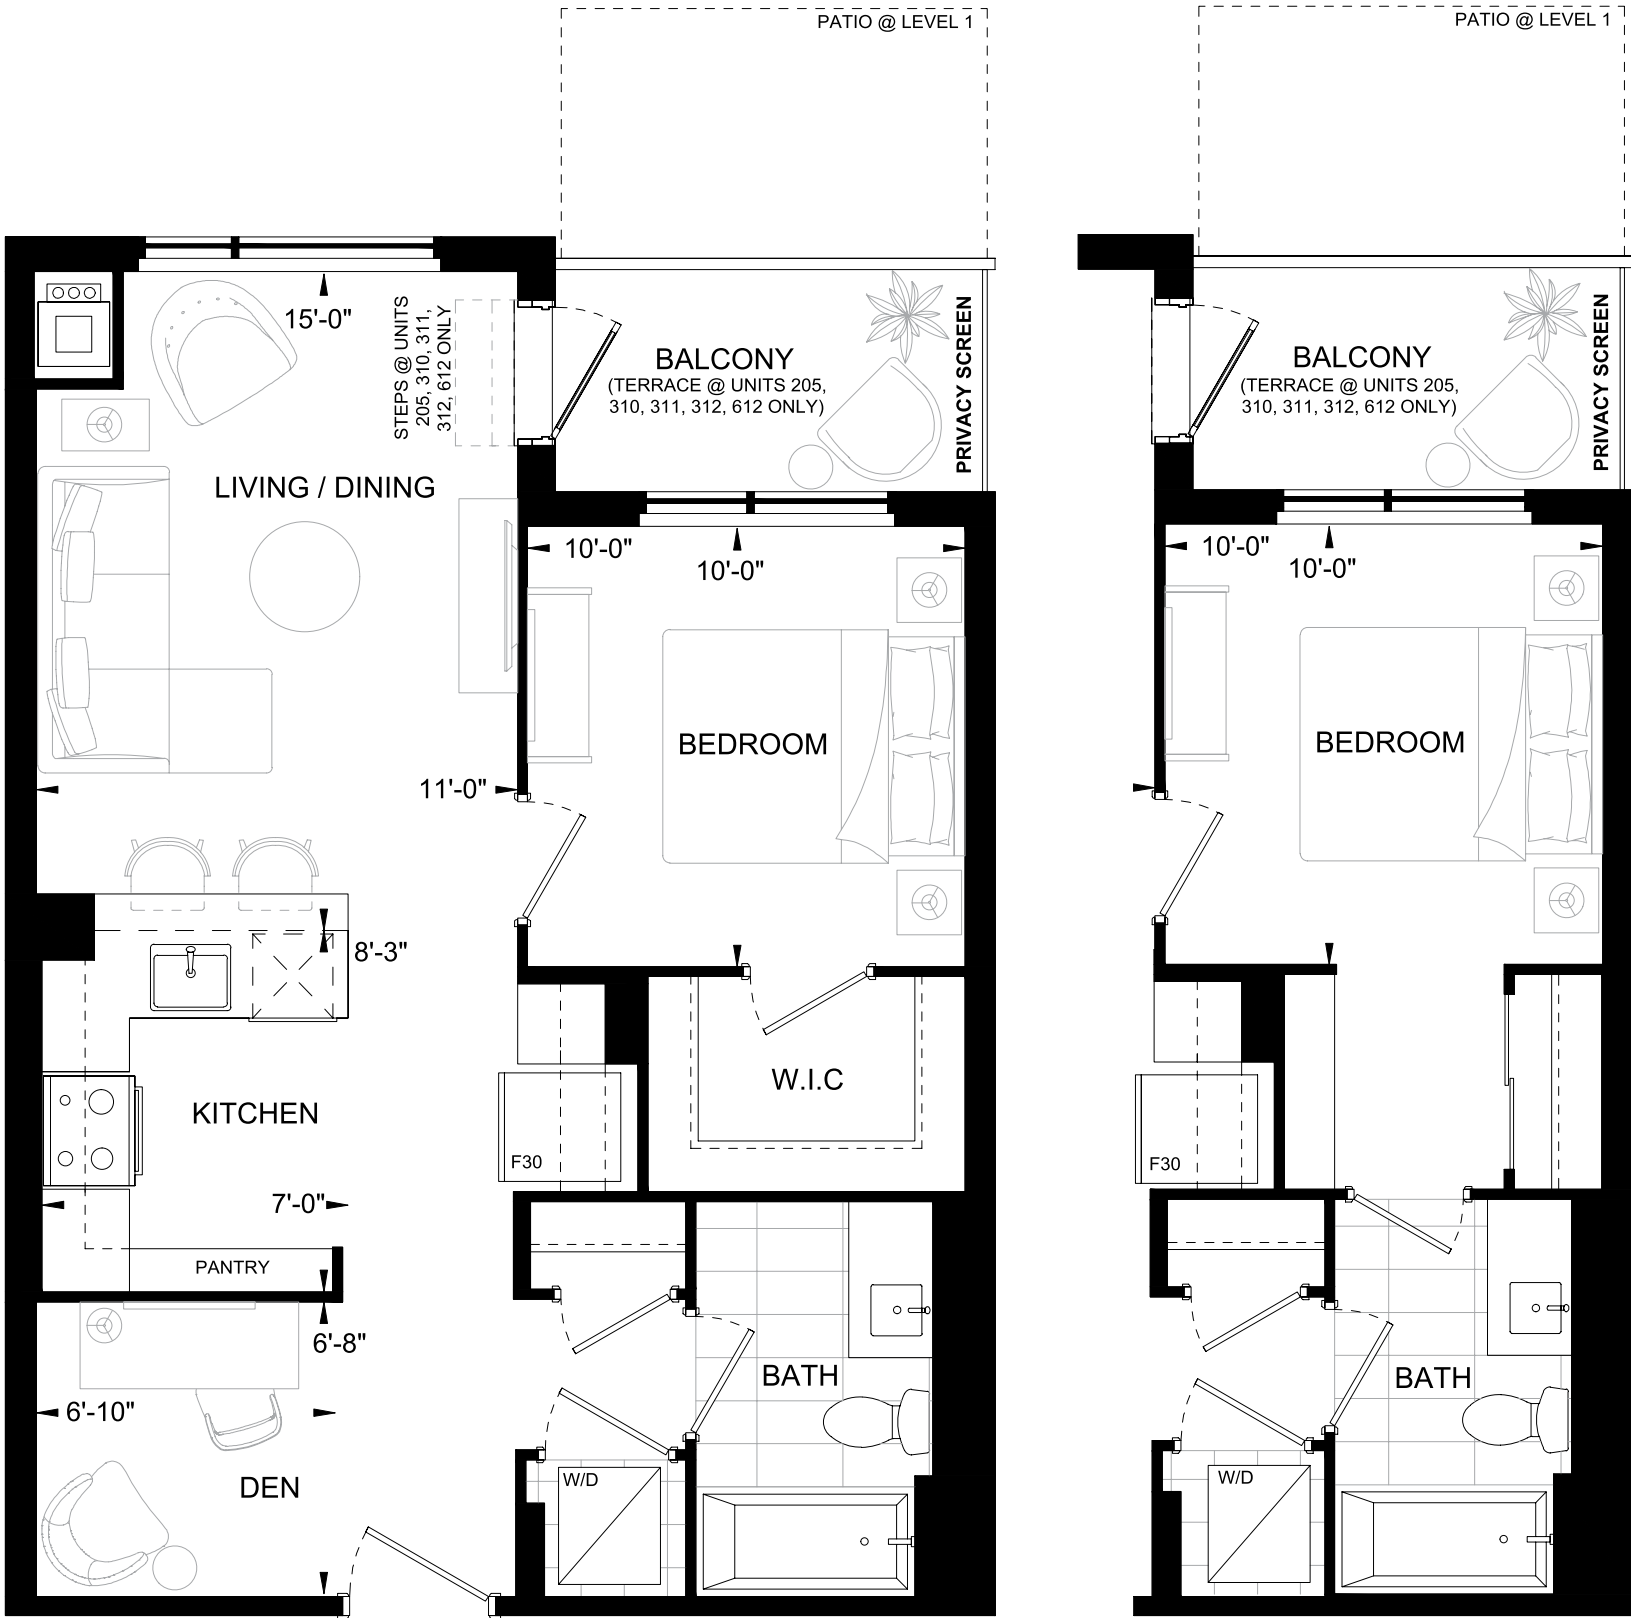 PATIO @ LEVEL 1
15'-0"
STEPS @ UNITS
205, 310, 311,
312, 612 ONLY
BALCONY
(TERRACE @ UNITS 205,
310, 311, 312, 612 ONLY)
PRIVACY SCREEN
LIVING / DINING
10'-0"
10'-0"
BEDROOM
11'-0"
8'-3"
W.I.C
KITCHEN
F30
7'-0"
PANTRY
6'-8"
BATH
6'-10"
DEN
W/D
PATIO @ LEVEL 1
BALCONY
(TERRACE @ UNITS 205,
310, 311, 312, 612 ONLY)
PRIVACY SCREEN
10'-0"
10'-0"
BEDROOM
F30
BATH
W/D